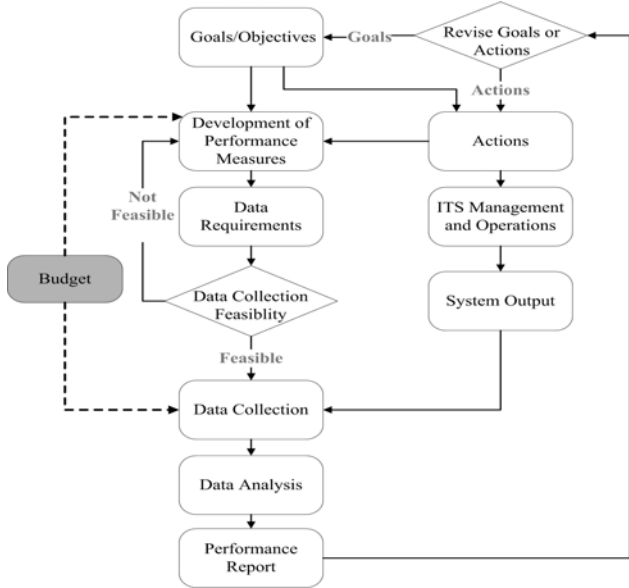 Goals/Objectives
Goals
Revise Goals or
Actions
Actions
Development of
Performance
Measures
Actions
Not
Feasible
Data
Requirements
ITS Management
and Operations
Budget
Data Collection
Feasiblity
System Output
Feasible
Data Collection
Data Analysis
Performance
Report